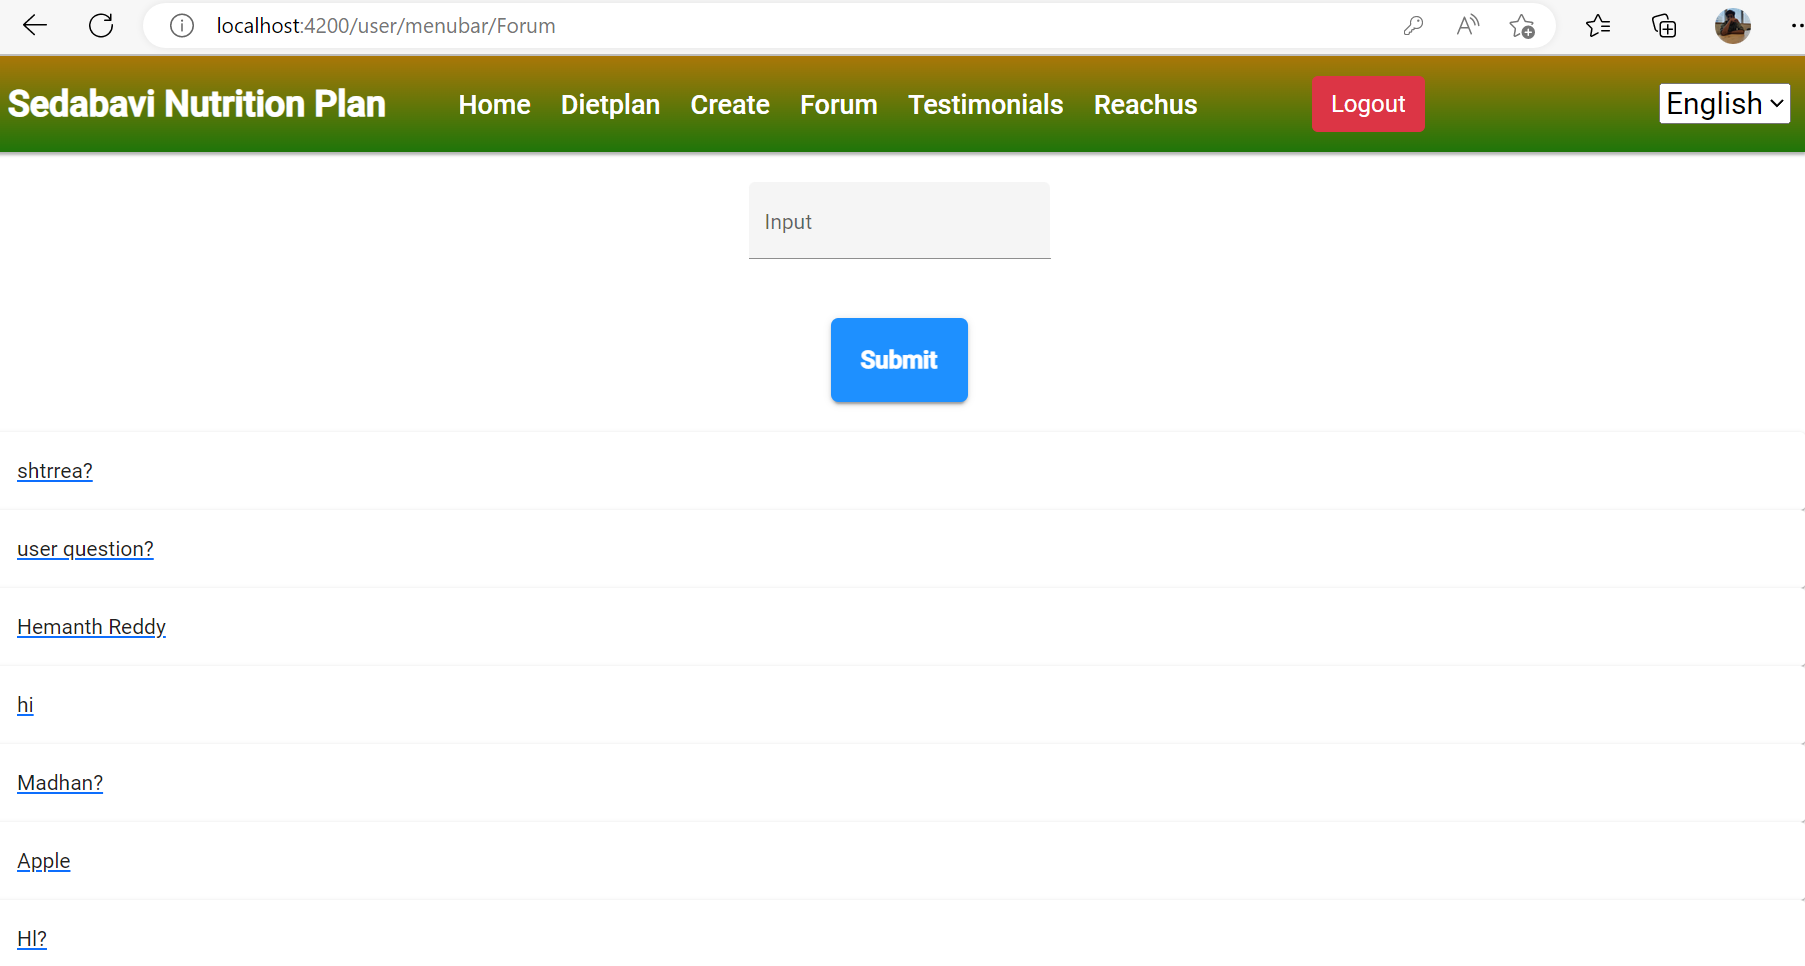 localhost:4200/user/menubar/Forum
Sedabavi Nutrition Plan Home Dietplan Create Forum Testimonials Reachus Logout English
Input
Submit
shtrrea?
user question?
Hemanth Reddy
hi
Madhan?
Apple
Hl?